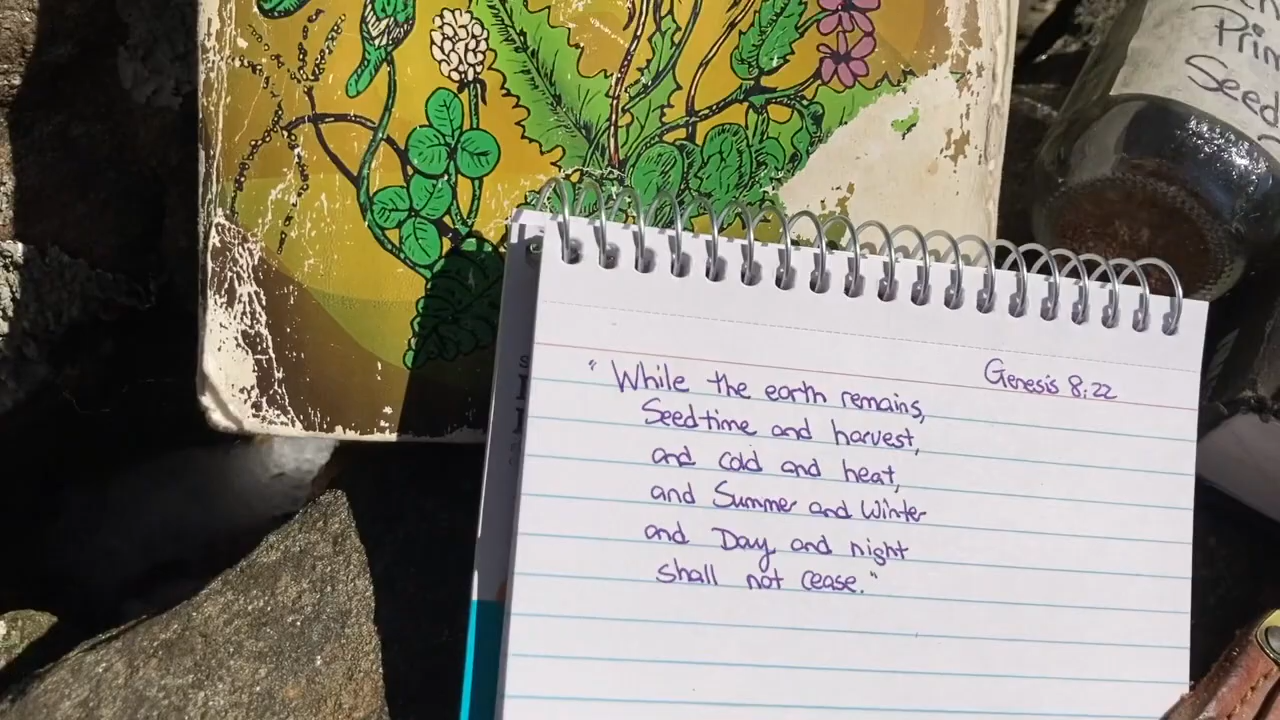 Prim
Seed
Genesis 8:22
"While the earth remains,
Seedtime and harvest,
and cold and heat,
and Summer and Winter
and Day and night
shall not cease."